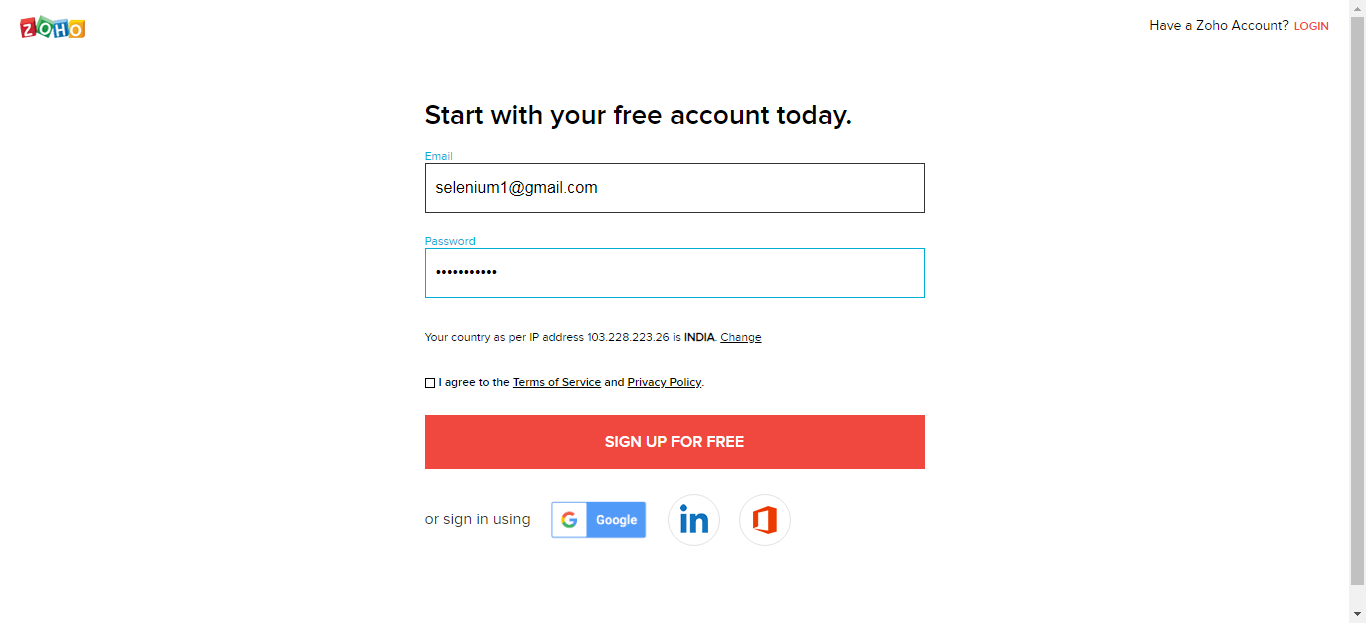 ZOHO
Have a Zoho Account? LOGIN
Start with your free account today.
Email
selenium1@gmail.com
Password
•••••••••••
Your country as per IP address 103.228.223.26 is INDIA. Change
I agree to the Terms of Service and Privacy Policy.
SIGN UP FOR FREE
or sign in using G Google in